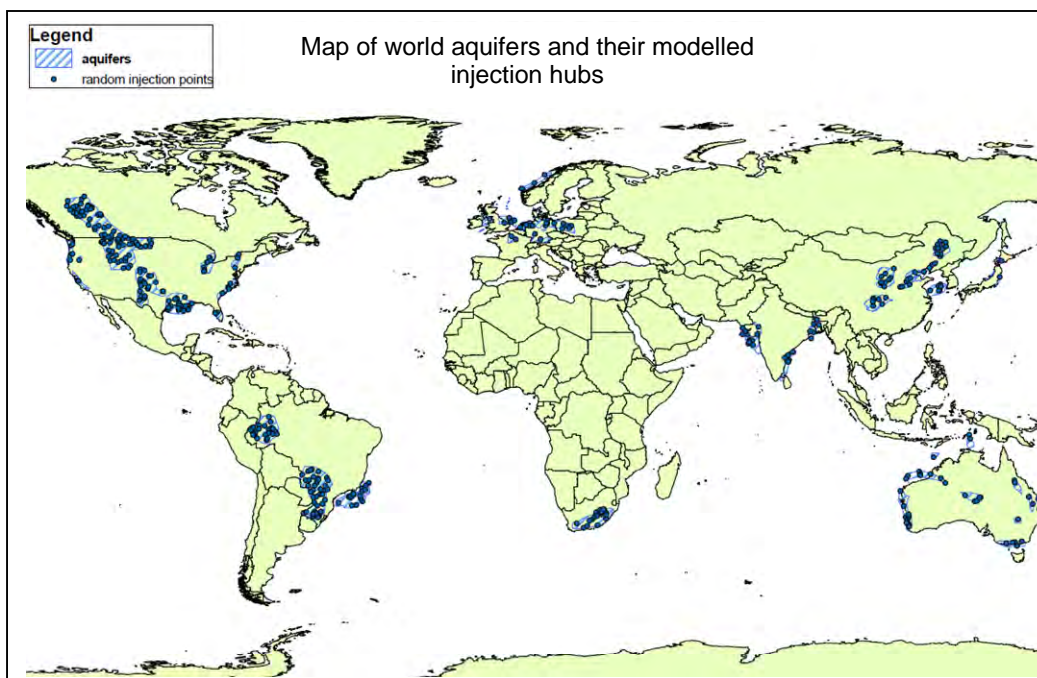 Legend
aquifers
random injection points
Map of world aquifers and their modelled
injection hubs